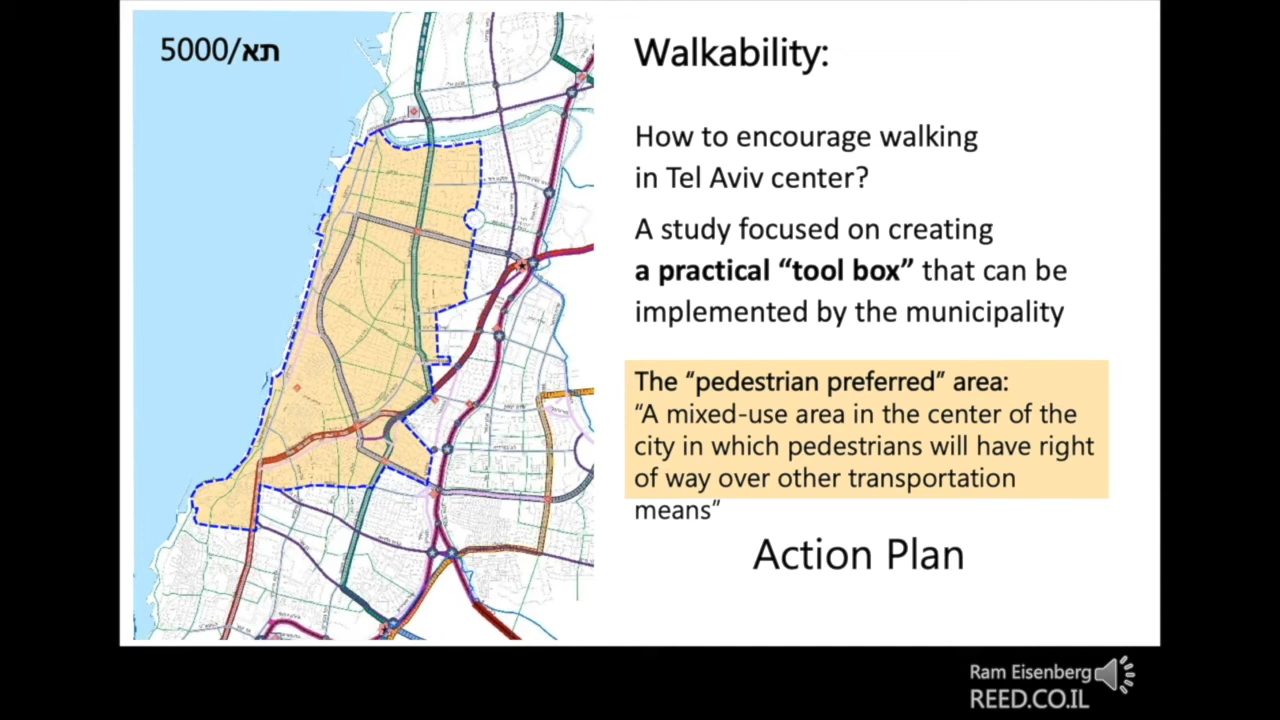 תא/5000
Walkability:
How to encourage walking
in Tel Aviv center?
A study focused on creating
a practical “tool box” that can be
implemented by the municipality
The “pedestrian preferred” area:
“A mixed-use area in the center of the
city in which pedestrians will have right
of way over other transportation
means”
Action Plan
Ram Eisenberg
REED.CO.IL